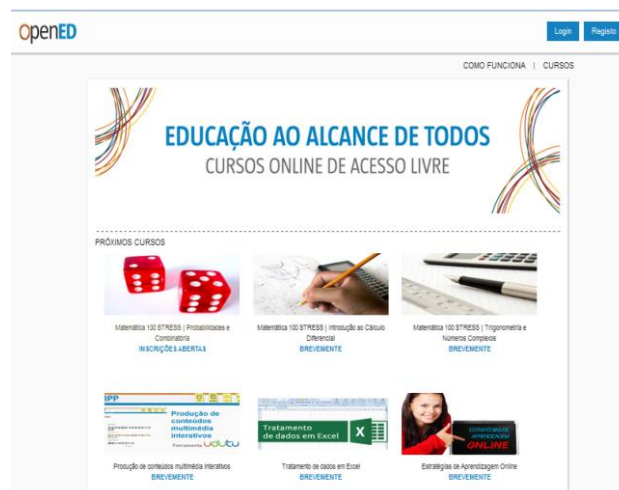 OpenED
Login Registo
COMO FUNCIONA | CURSOS
EDUCAÇÃO AO ALCANCE DE TODOS
CURSOS ONLINE DE ACESSO LIVRE
PRÓXIMOS CURSOS
Matemática 100 STRESS | Probabilidades e
Combinatória
INSCRIÇÕES ABERTAS
Matemática 100 STRESS | Introdução ao Cálculo
Diferencial
BREVEMENTE
Matemática 100 STRESS | Trigonometria e
Números Complexos
BREVEMENTE
IPP
Produção de
conteúdos
multimédia
interativos
Ferramenta udutu
Produção de conteúdos multimédia interativos
BREVEMENTE
Tratamento
de dados em Excel
X
Tratamento de dados em Excel
BREVEMENTE
ESTRATÉGIAS DE
APRENDIZAGEM
ONLINE
Estratégias de Aprendizagem Online
BREVEMENTE